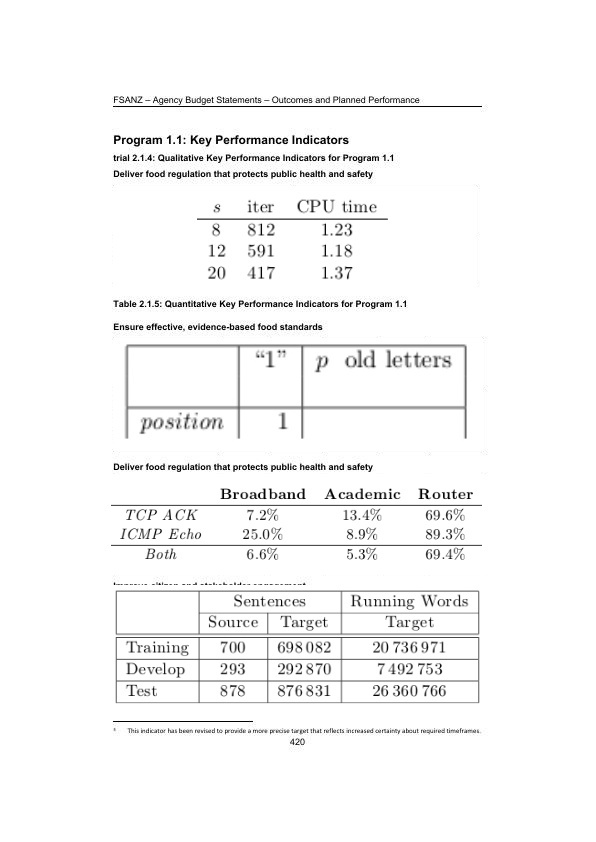 FSANZ – Agency Budget Statements – Outcomes and Planned Performance
Program 1.1: Key Performance Indicators
trial 2.1.4: Qualitative Key Performance Indicators for Program 1.1
Deliver food regulation that protects public health and safety
s iter CPU time
8 812 1.23
12 591 1.18
20 417 1.37
Table 2.1.5: Quantitative Key Performance Indicators for Program 1.1
Ensure effective, evidence-based food standards
“1” p old letters
position 1
Deliver food regulation that protects public health and safety
Broadband Academic Router
TCP ACK 7.2% 13.4% 69.6%
ICMP Echo 25.0% 8.9% 89.3%
Both 6.6% 5.3% 69.4%
Improve citizen and stakeholder engagement
Sentences Running Words
Source Target Target
Training 700 698 082 20 736 971
Develop 293 292 870 7 492 753
Test 878 876 831 26 360 766
³ This indicator has been revised to provide a more precise target that reflects increased certainty about required timeframes.
420